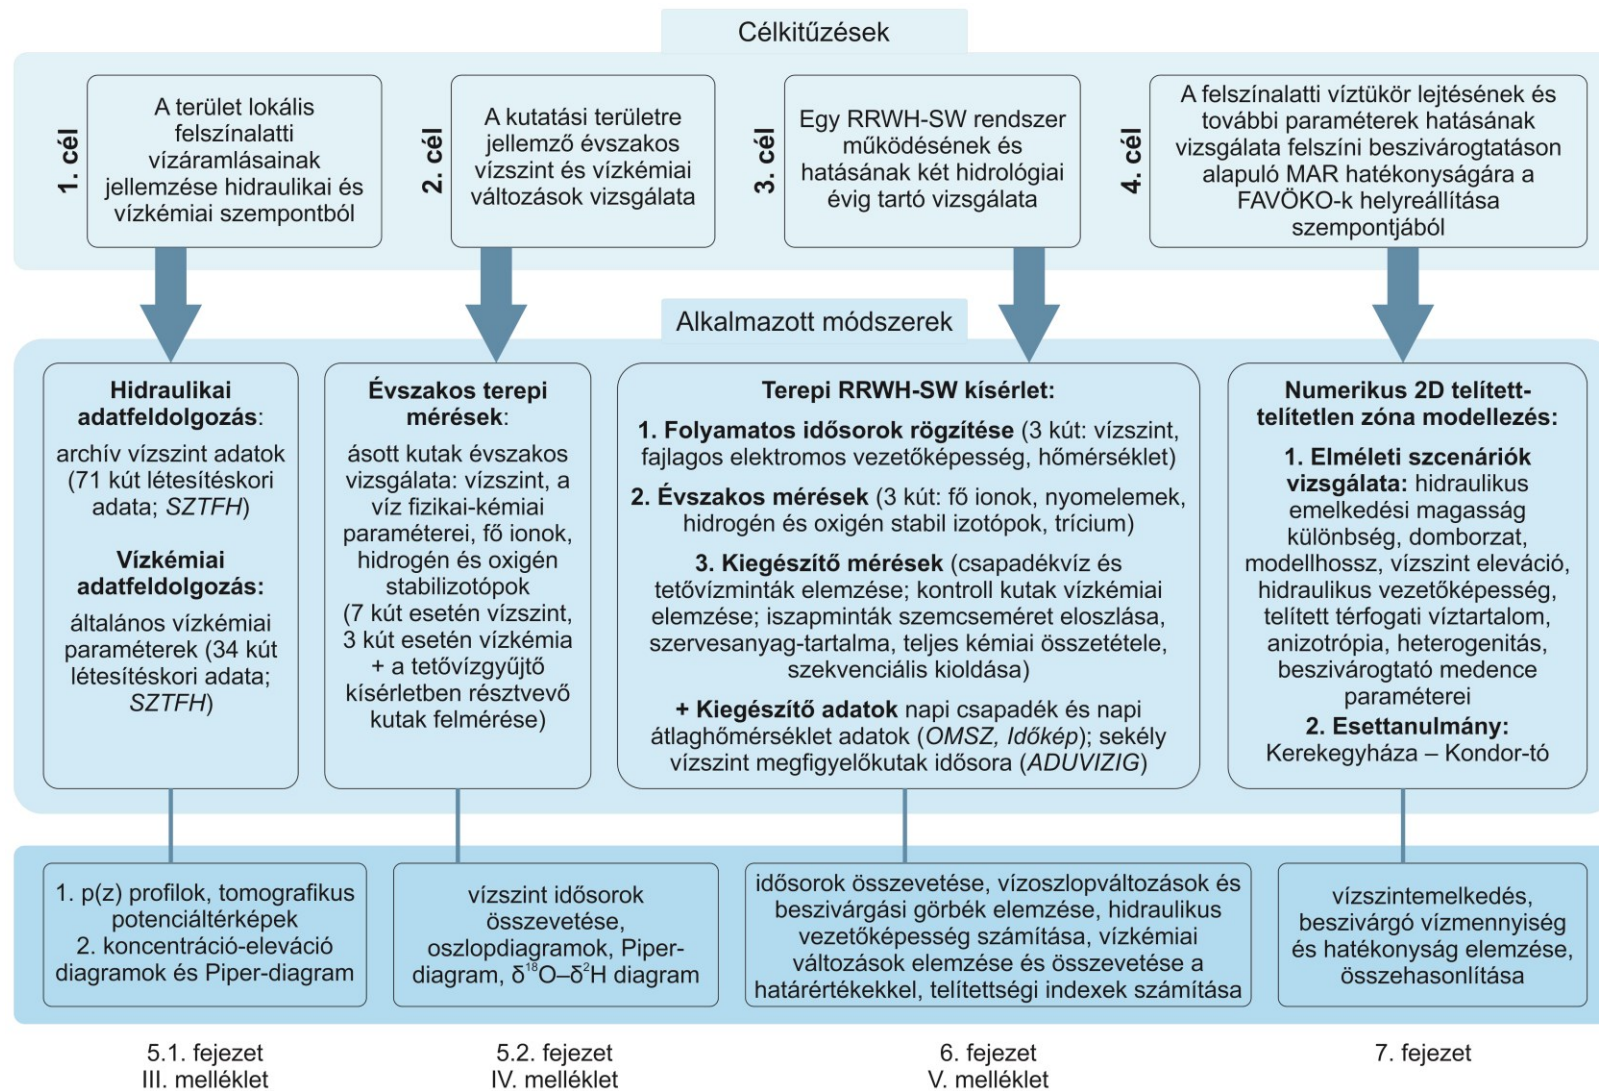 Célkitűzések
1. cél
A terület lokális
felszínalatti
vízáramlásainak
jellemzése hidraulikai és
vízkémiai szempontból
2. cél
A kutatási területre
jellemző évszakos
vízszint és vízkémiai
változások vizsgálata
3. cél
Egy RRWH-SW rendszer
működésének és
hatásának két hidrológiai
évig tartó vizsgálata
4. cél
A felszínalatti víztükör lejtésének és
további paraméterek hatásának
vizsgálata felszíni beszivárogtatáson
alapuló MAR hatékonyságára a
FAVÖKO-k helyreállítása
szempontjából
Alkalmazott módszerek
Hidraulikai
adatfeldolgozás:
archív vízszint adatok
(71 kút létesítéskori
adata; SZTFH)
Vízkémiai
adatfeldolgozás:
általános vízkémiai
paraméterek (34 kút
létesítéskori adata;
SZTFH)
Évszakos terepi
mérések:
ásott kutak évszakos
vizsgálata: vízszint, a
víz fizikai-kémiai
paraméterei, fő ionok,
hidrogén és oxigén
stabilizotópok
(7 kút esetén vízszint,
3 kút esetén vízkémia
+ a tetővízgyűjtő
kísérletben résztvevő
kutak felmérése)
Terepi RRWH-SW kísérlet:
1. Folyamatos idősorok rögzítése (3 kút: vízszint,
fajlagos elektromos vezetőképesség, hőmérséklet)
2. Évszakos mérések (3 kút: fő ionok, nyomelemek,
hidrogén és oxigén stabil izotópok, trícium)
3. Kiegészítő mérések (csapadékvíz és
tetővízminták elemzése; kontroll kutak vízkémiai
elemzése; iszapminták szemcseméret eloszlása,
szervesanyag-tartalma, teljes kémiai összetétele,
szekvenciális kioldása)
+ Kiegészítő adatok napi csapadék és napi
átlaghőmérséklet adatok (OMSZ, Időkép); sekély
vízszint megfigyelőkutak idősora (ADUVIZIG)
Numerikus 2D telített-
telítetlen zóna modellezés:
1. Elméleti szcenáriók
vizsgálata: hidraulikus
emelkedési magasság
különbség, domborzat,
modellhossz, vízszint eleváció,
hidraulikus vezetőképesség,
telített térfogati víztartalom,
anizotrópia, heterogenitás,
beszivárogtató medence
paraméterei
2. Esettanulmány:
Kerekegyháza – Kondor-tó
1. p(z) profilok, tomografikus
potenciáltérképek
2. koncentráció-eleváció
diagramok és Piper-diagram
vízszint idősorok
összevetése,
oszlopdiagramok, Piper-
diagram, δ¹⁸O–δ²H diagram
idősorok összevetése, vízoszlopváltozások és
beszivárgási görbék elemzése, hidraulikus
vezetőképesség számítása, vízkémiai
változások elemzése és összevetése a
határértékekkel, telítettségi indexek számítása
vízszintemelkedés,
beszivárgó vízmennyiség
és hatékonyság elemzése,
összehasonlítása
5.1. fejezet
III. melléklet
5.2. fejezet
IV. melléklet
6. fejezet
V. melléklet
7. fejezet